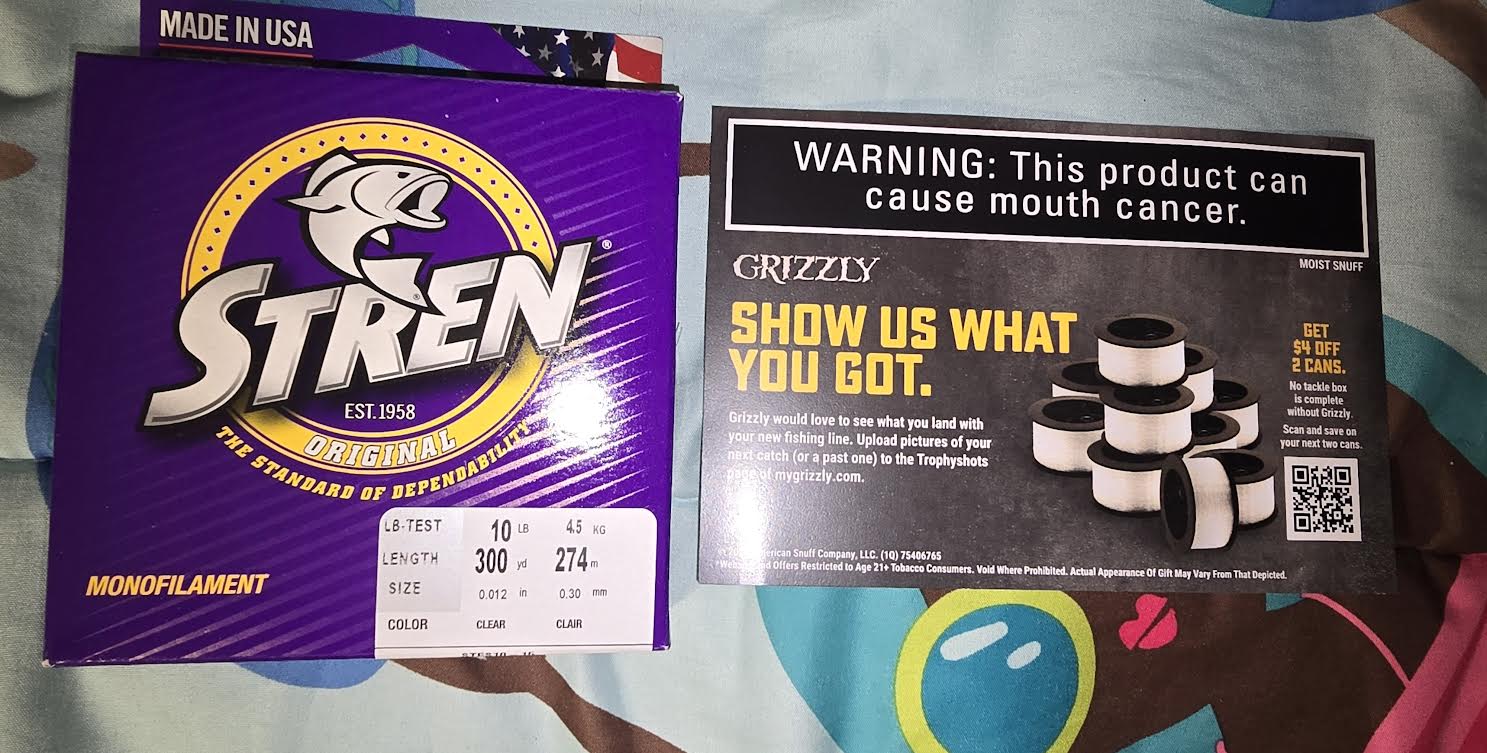 MADE IN USA
STREN®
®
EST. 1958
ORIGINAL
THE STANDARD OF DEPENDABILITY
MONOFILAMENT
LB-TEST 10 LB 4.5 KG
LENGTH 300 yd 274 m
SIZE 0.012 in 0.30 mm
COLOR CLEAR CLAIR
WARNING: This product can
cause mouth cancer.
GRIZZLY
MOIST SNUFF
SHOW US WHAT
YOU GOT.
Grizzly would love to see what you land with
your new fishing line. Upload pictures of your
next catch (or a past one) to the Trophyshots
page of mygrizzly.com.
GET
$4 OFF
2 CANS.
No tackle box
is complete
without Grizzly.
Scan and save on
your next two cans.
American Snuff Company, LLC. (1Q) 75406765
Offers Restricted to Age 21+ Tobacco Consumers. Void Where Prohibited. Actual Appearance Of Gift May Vary From That Depicted.